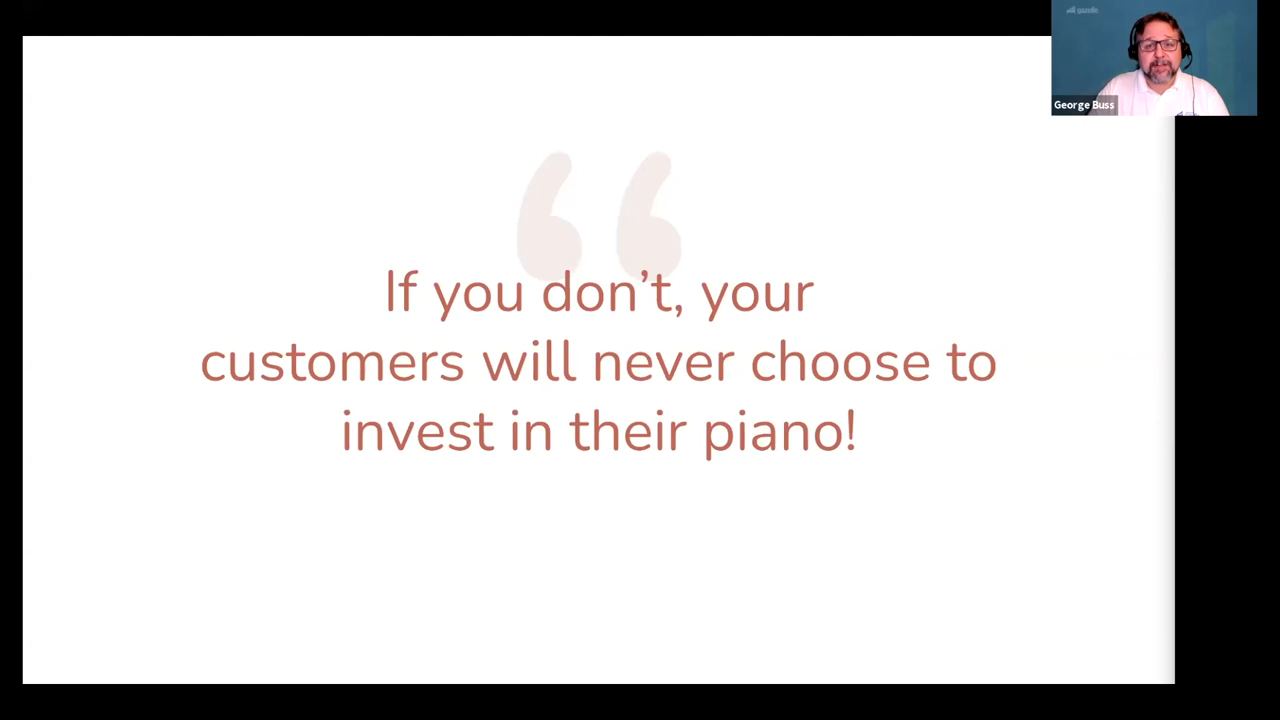 George Buss
“
If you don’t, your
customers will never choose to
invest in their piano!